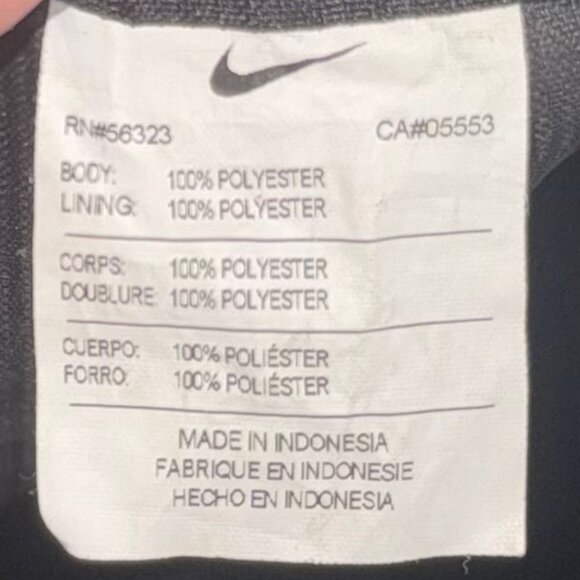 RN#56323 CA#05553
BODY: 100% POLYESTER
LINING: 100% POLYESTER
CORPS: 100% POLYESTER
DOUBLURE: 100% POLYESTER
CUERPO: 100% POLIÉSTER
FORRO: 100% POLIÉSTER
MADE IN INDONESIA
FABRIQUE EN INDONESIE
HECHO EN INDONESIA